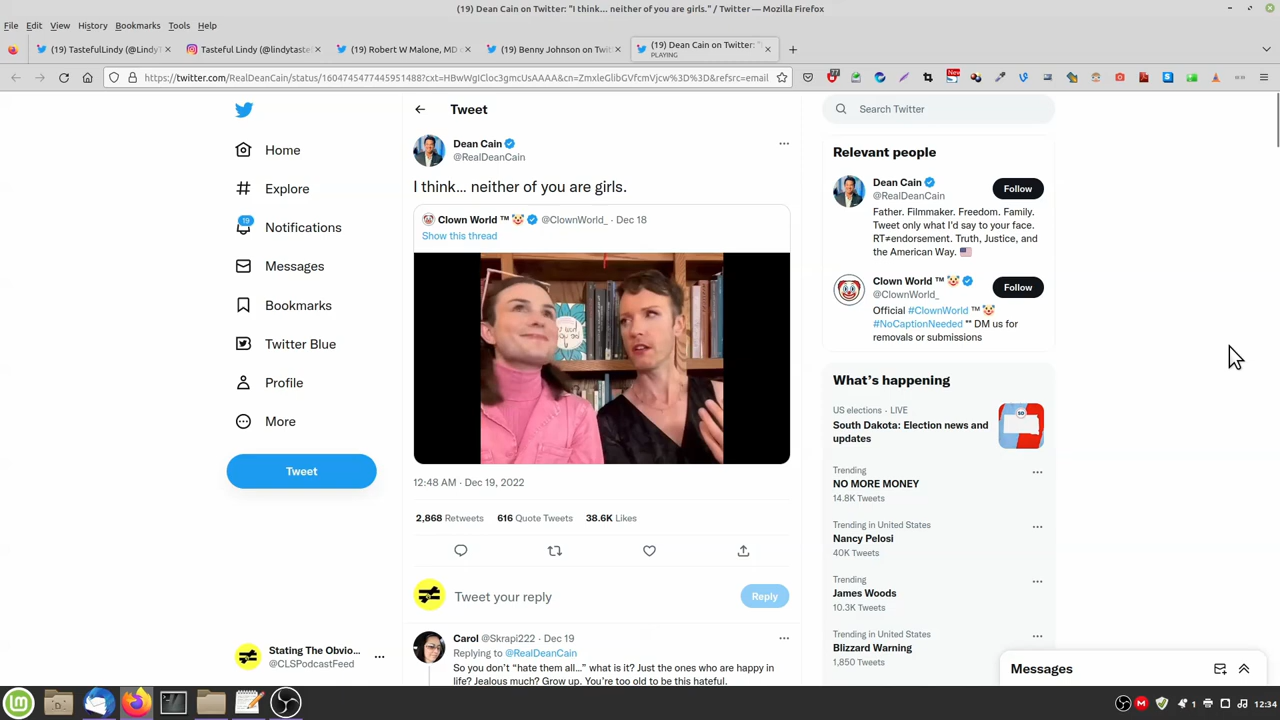 (19) Dean Cain on Twitter: "I think... neither of you are girls." / Twitter — Mozilla Firefox
File Edit View History Bookmarks Tools Help
(19) TastefulLindy (@LindyT
Tasteful Lindy (@lindytaste
(19) Robert W Malone, MD
(19) Benny Johnson on Twit
(19) Dean Cain on Twitter: "I
PLAYING
https://twitter.com/RealDeanCain/status/1604745477445951488?cxt=HBwWgICloc3gmcUsAAAA&cn=ZmxleGlibGVfcmVjcw%3D%3D&refsrc=email
77
New
Tweet
Search Twitter
Home
Explore
19
Notifications
Messages
Bookmarks
Twitter Blue
Profile
More
Tweet
Stating The Obvio...
@CLSPodcastFeed
Dean Cain
@RealDeanCain
I think... neither of you are girls.
Clown World ™ 🤡 @ClownWorld_ · Dec 18
Show this thread
12:48 AM · Dec 19, 2022
2,868 Retweets 616 Quote Tweets 38.6K Likes
Tweet your reply
Reply
Carol @Skrapi222 · Dec 19
Replying to @RealDeanCain
So you don't "hate them all..." what is it? Just the ones who are happy in
life? Jealous much? Grow up. You're too old to be this hateful.
Relevant people
Dean Cain
@RealDeanCain
Follow
Father. Filmmaker. Freedom. Family.
Tweet only what I'd say to your face.
RT≠endorsement. Truth, Justice, and
the American Way. 🇺🇸
Clown World ™ 🤡
@ClownWorld_
Follow
Official #ClownWorld ™ 🤡
#NoCaptionNeeded ** DM us for
removals or submissions
What's happening
US elections · LIVE
South Dakota: Election news and
updates
Trending
NO MORE MONEY
14.8K Tweets
Trending in United States
Nancy Pelosi
40K Tweets
Trending
James Woods
10.3K Tweets
Trending in United States
Blizzard Warning
1,850 Tweets
Messages
1
12:34